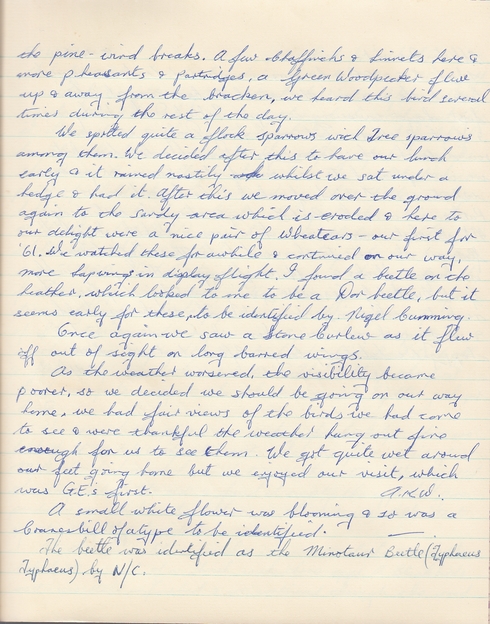 the pine-wind breaks. A few Chaffinchs & Linnets here &
more pheasants & partridges, a Green Woodpecker flew
up & away from the bracken, we heard this bird several
times during the rest of the day.
We spotted quite a flock sparrows with Tree sparrows
among them. We decided after this to have our lunch
early & it rained nastily whilst we sat under a
hedge & had it. After this we moved over the ground
again to the sandy area which is eroded & here to
our delight were a nice pair of Wheatears - our first for
'61. We watched these for awhile & continued on our way,
more lapwings in display flight. I found a beetle on the
heather, which looked to me to be a Dor beetle, but it
seems early for these, to be identified by Nigel Cumming.
Once again we saw a Stone Curlew as it flew
off out of sight on long barred wings.
As the weather worsened, the visibility became
poorer, so we decided we should be going on our way
home, we had fair views of the birds we had come
to see & were thankful the weather hung out fine
enough for us to see them. We got quite wet around
our feet going home but we enjoyed our visit, which
was G.E's first. A.K.W.
A small white flower was blooming & so was a
Cranesbill of a type to be identified.
The beetle was identified as the Minotaur Beetle (Typhaeus
Typhaeus) by N/C.